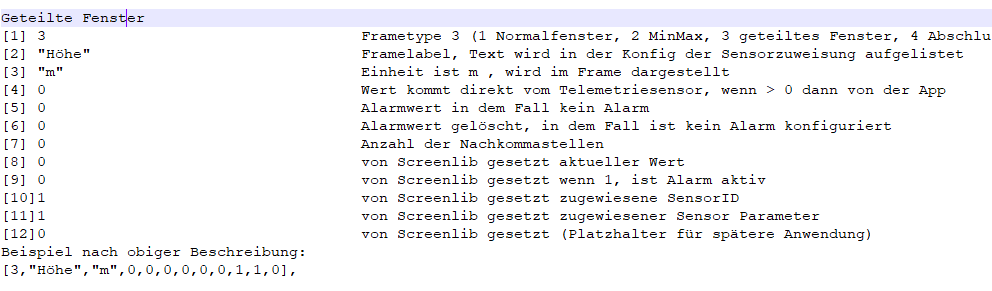 Geteilte Fenster
[1] 3 Frametype 3 (1 Normalfenster, 2 MinMax, 3 geteiltes Fenster, 4 Abschlu
[2] "Höhe" Framelabel, Text wird in der Konfig der Sensorzuweisung aufgelistet
[3] "m" Einheit ist m , wird im Frame dargestellt
[4] 0 Wert kommt direkt vom Telemetriesensor, wenn > 0 dann von der App
[5] 0 Alarmwert in dem Fall kein Alarm
[6] 0 Alarmwert gelöscht, in dem Fall ist kein Alarm konfiguriert
[7] 0 Anzahl der Nachkommastellen
[8] 0 von Screenlib gesetzt aktueller Wert
[9] 0 von Screenlib gesetzt wenn 1, ist Alarm aktiv
[10]1 von Screenlib gesetzt zugewiesene SensorID
[11]1 von Screenlib gesetzt zugewiesener Sensor Parameter
[12]0 von Screenlib gesetzt (Platzhalter für spätere Anwendung)
Beispiel nach obiger Beschreibung:
[3,"Höhe","m",0,0,0,0,0,0,1,1,0],